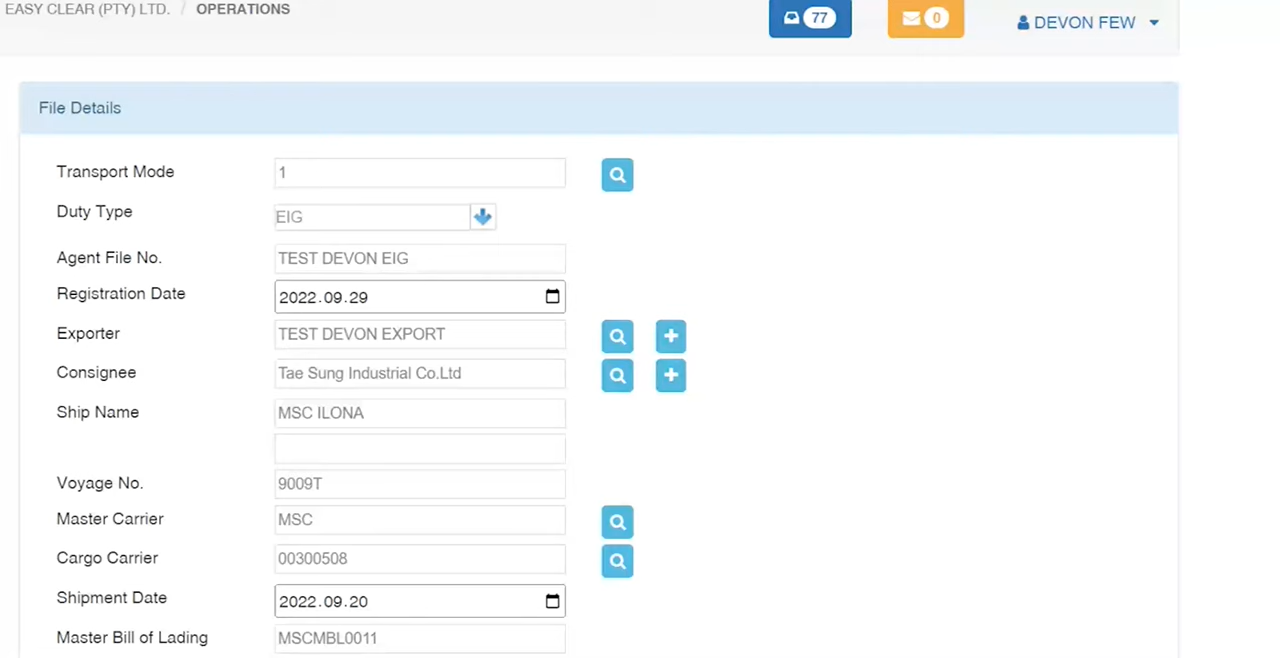 EASY CLEAR (PTY) LTD. / OPERATIONS 77 0 DEVON FEW
File Details
Transport Mode 1
Duty Type EIG
Agent File No. TEST DEVON EIG
Registration Date 2022.09.29
Exporter TEST DEVON EXPORT
Consignee Tae Sung Industrial Co.Ltd
Ship Name MSC ILONA
Voyage No. 9009T
Master Carrier MSC
Cargo Carrier 00300508
Shipment Date 2022.09.20
Master Bill of Lading MSCMBL0011